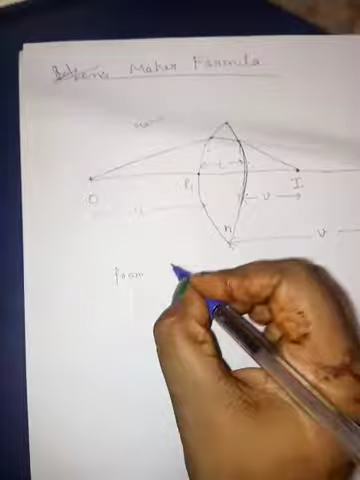 Lens Maker Formula
t
P₁
I
O
u
v
n
v
from